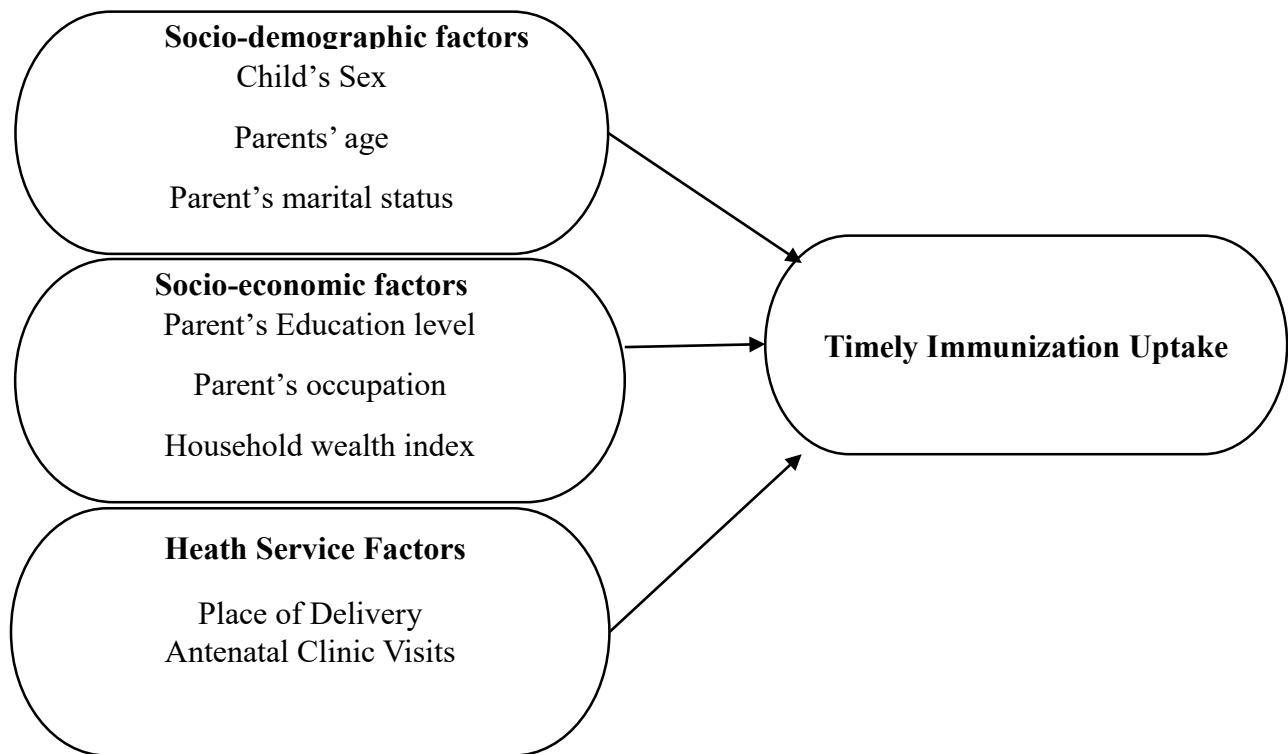 Socio-demographic factors
Child’s Sex
Parents’ age
Parent’s marital status
Socio-economic factors
Parent’s Education level
Parent’s occupation
Household wealth index
Heath Service Factors
Place of Delivery
Antenatal Clinic Visits
Timely Immunization Uptake